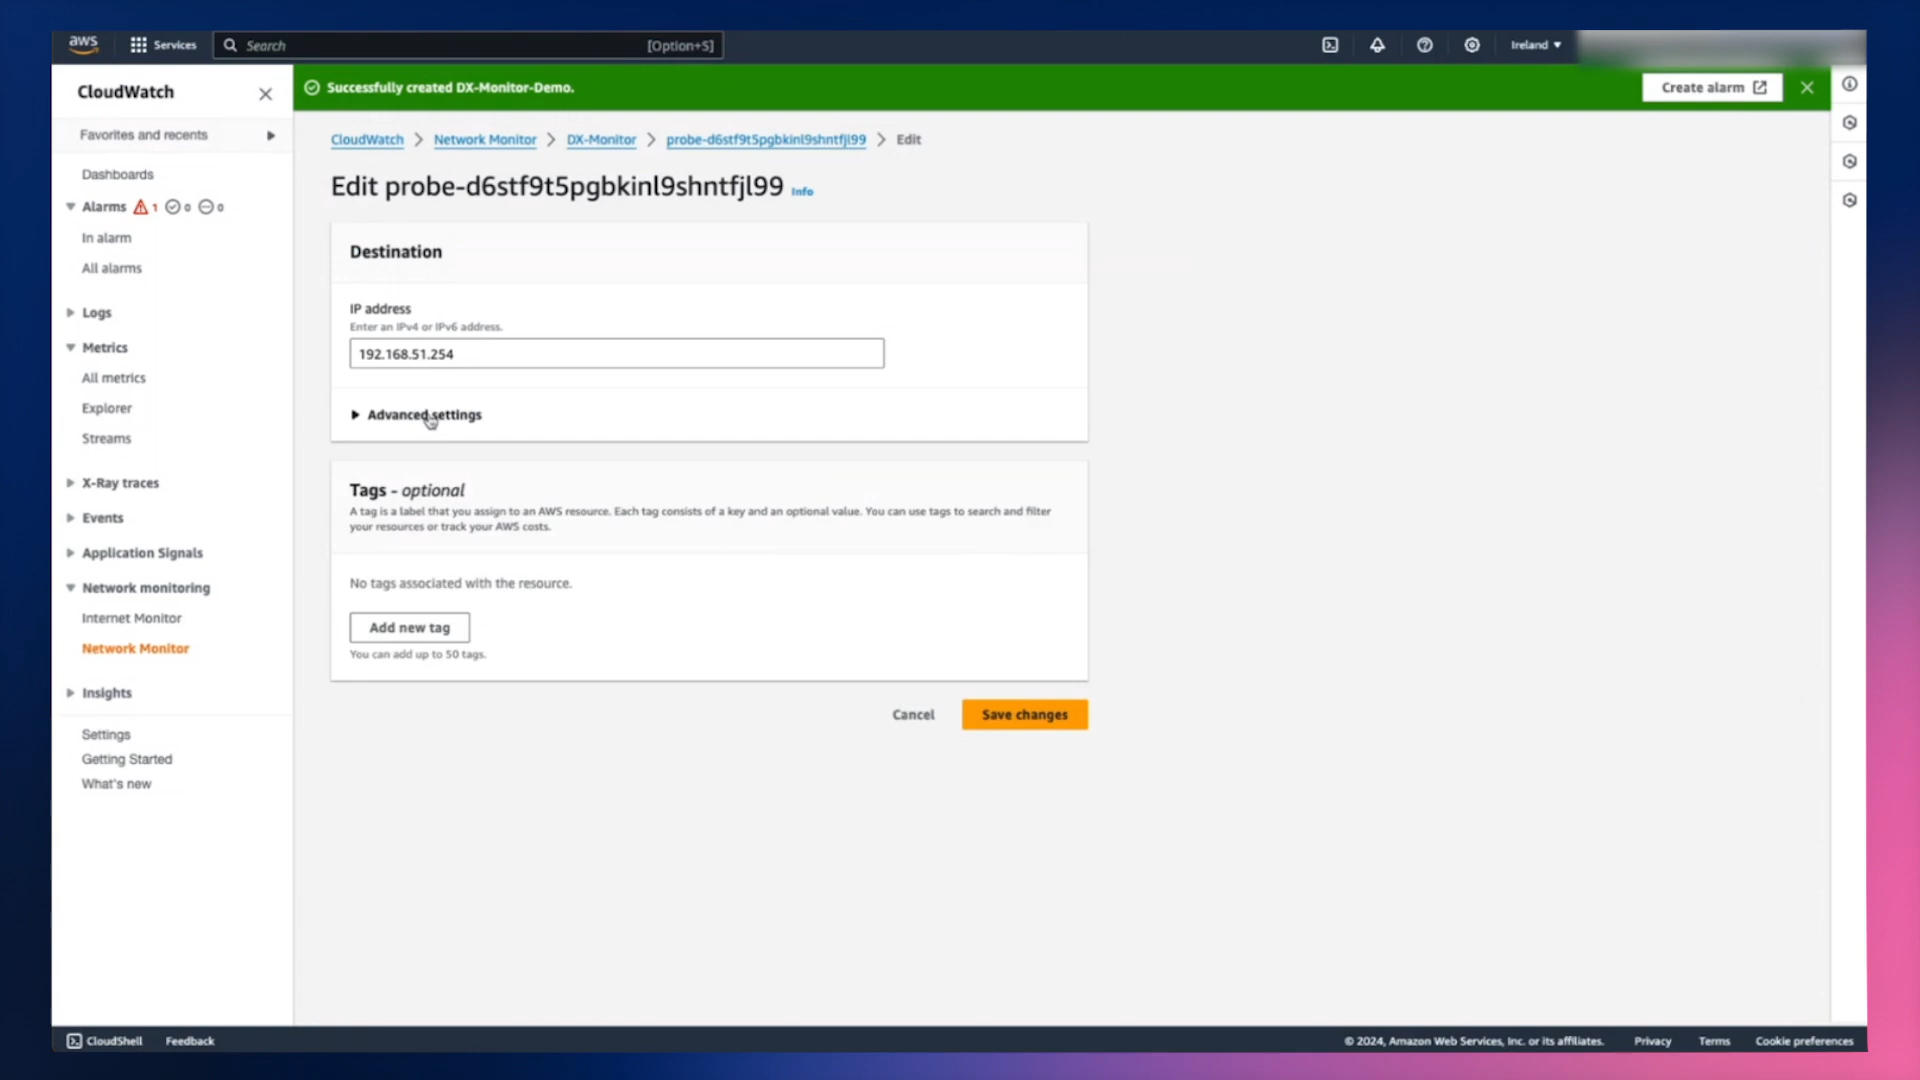 aws
Services
Search
[Option+S]
Ireland
CloudWatch
Favorites and recents
Dashboards
Alarms 1 0 0
In alarm
All alarms
Logs
Metrics
All metrics
Explorer
Streams
X-Ray traces
Events
Application Signals
Network monitoring
Internet Monitor
Network Monitor
Insights
Settings
Getting Started
What's new
Successfully created DX-Monitor-Demo.
Create alarm
CloudWatch > Network Monitor > DX-Monitor > probe-d6stf9t5pgbkinl9shntfjl99 > Edit
Edit probe-d6stf9t5pgbkinl9shntfjl99 Info
Destination
IP address
Enter an IPv4 or IPv6 address.
192.168.51.254
Advanced settings
Tags - optional
A tag is a label that you assign to an AWS resource. Each tag consists of a key and an optional value. You can use tags to search and filter
your resources or track your AWS costs.
No tags associated with the resource.
Add new tag
You can add up to 50 tags.
Cancel
Save changes
CloudShell
Feedback
© 2024, Amazon Web Services, Inc. or its affiliates.
Privacy
Terms
Cookie preferences